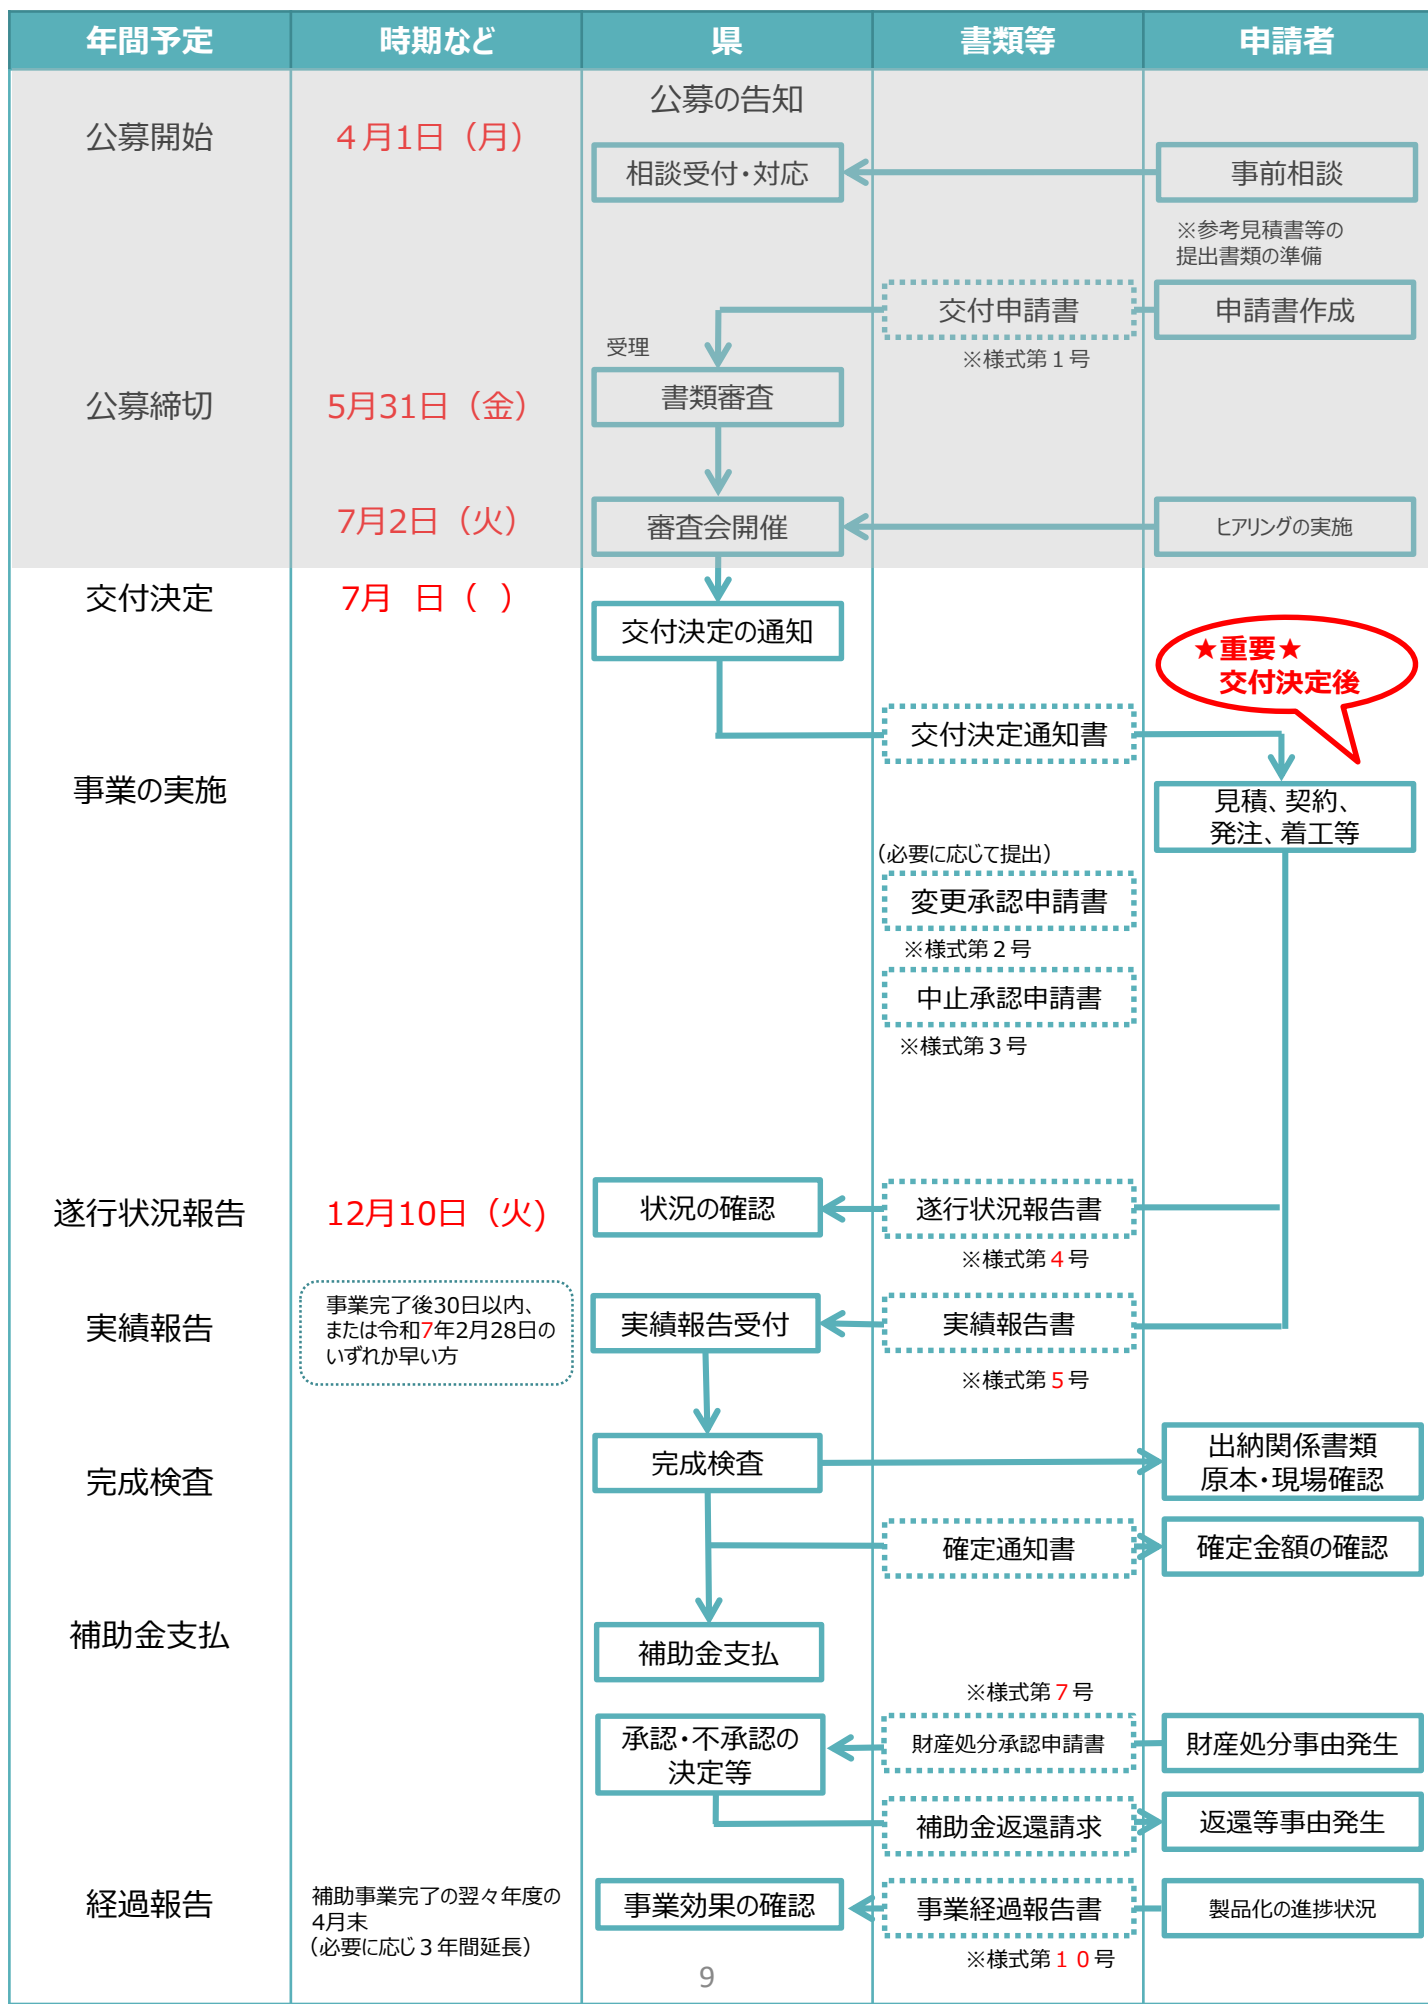 年間予定
時期など
県
書類等
申請者
公募の告知
公募開始
4月1日（月）
相談受付・対応
事前相談
※参考見積書等の
提出書類の準備
交付申請書
申請書作成
受理
※様式第１号
公募締切
5月31日（金）
書類審査
7月2日（火）
審査会開催
ヒアリングの実施
交付決定
7月　日（　）
交付決定の通知
★重要★
交付決定後
交付決定通知書
事業の実施
見積、契約、
発注、着工等
（必要に応じて提出）
変更承認申請書
※様式第２号
中止承認申請書
※様式第３号
遂行状況報告
12月10日（火）
状況の確認
遂行状況報告書
※様式第４号
実績報告
事業完了後30日以内、
または令和7年2月28日の
いずれか早い方
実績報告受付
実績報告書
※様式第５号
完成検査
完成検査
出納関係書類
原本・現場確認
確定通知書
確定金額の確認
補助金支払
補助金支払
※様式第７号
承認・不承認の
決定等
財産処分承認申請書
財産処分事由発生
補助金返還請求
返還等事由発生
経過報告
補助事業完了の翌々年度の
4月末
（必要に応じ３年間延長）
事業効果の確認
事業経過報告書
製品化の進捗状況
※様式第１０号
9